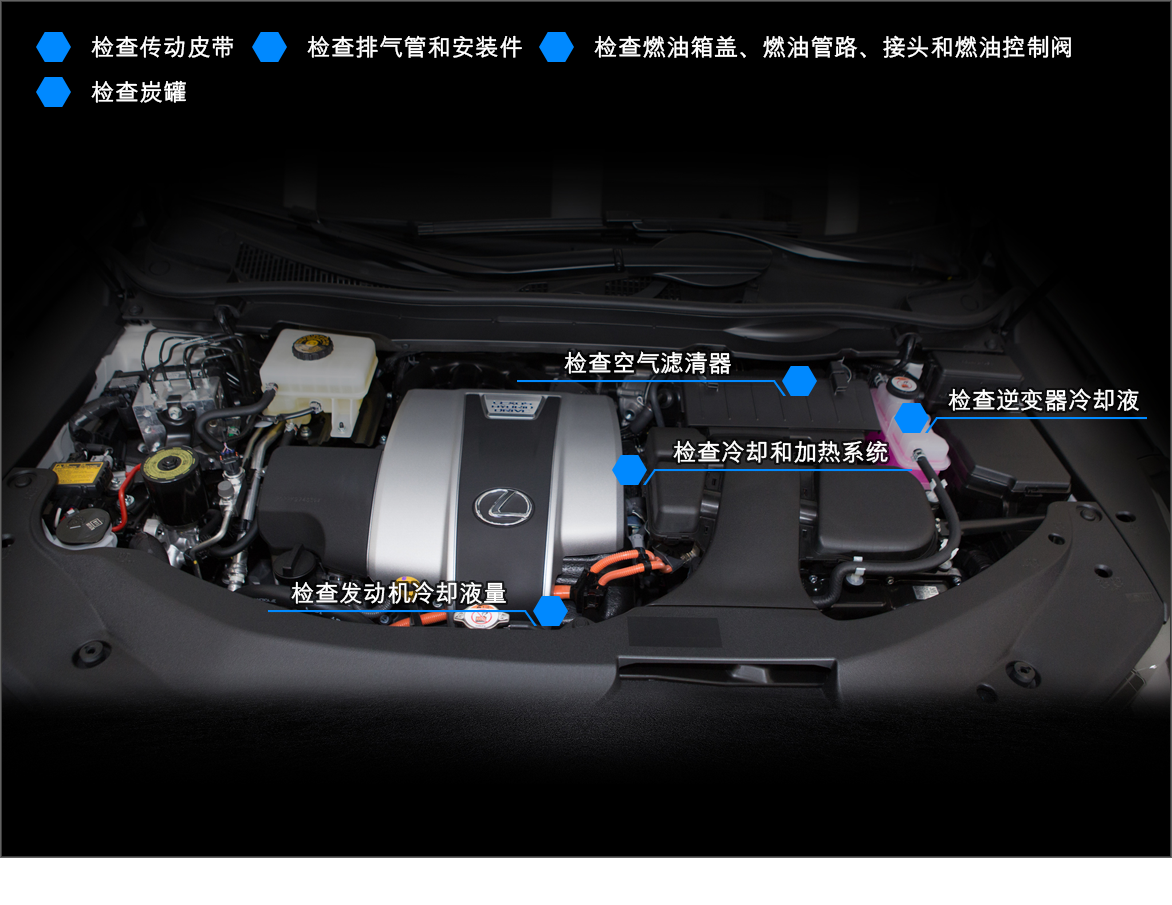 检查传动皮带 检查排气管和安装件 检查燃油箱盖、燃油管路、接头和燃油控制阀
检查炭罐
检查空气滤清器
检查逆变器冷却液
检查冷却和加热系统
检查发动机冷却液量